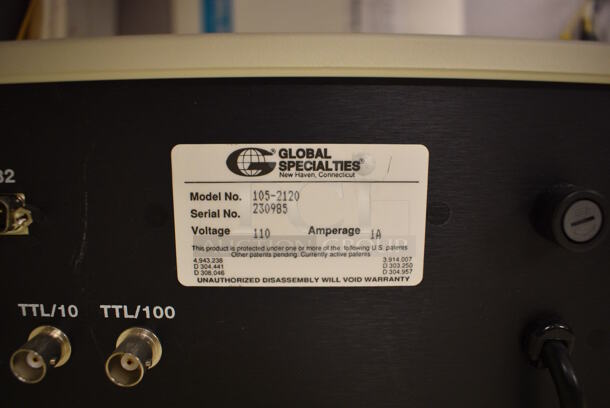 GLOBAL
SPECIALTIES®
New Haven, Connecticut
Model No. 105-2120
Serial No. 230985
Voltage 110 Amperage 1A
This product is protected under one or more of the following U.S. patents
Other patents pending. Currently active patents
4,943,238 3,914,007
D 304,441 D 303,250
D 308,046 D 304,957
UNAUTHORIZED DISASSEMBLY WILL VOID WARRANTY
32
TTL/10 TTL/100